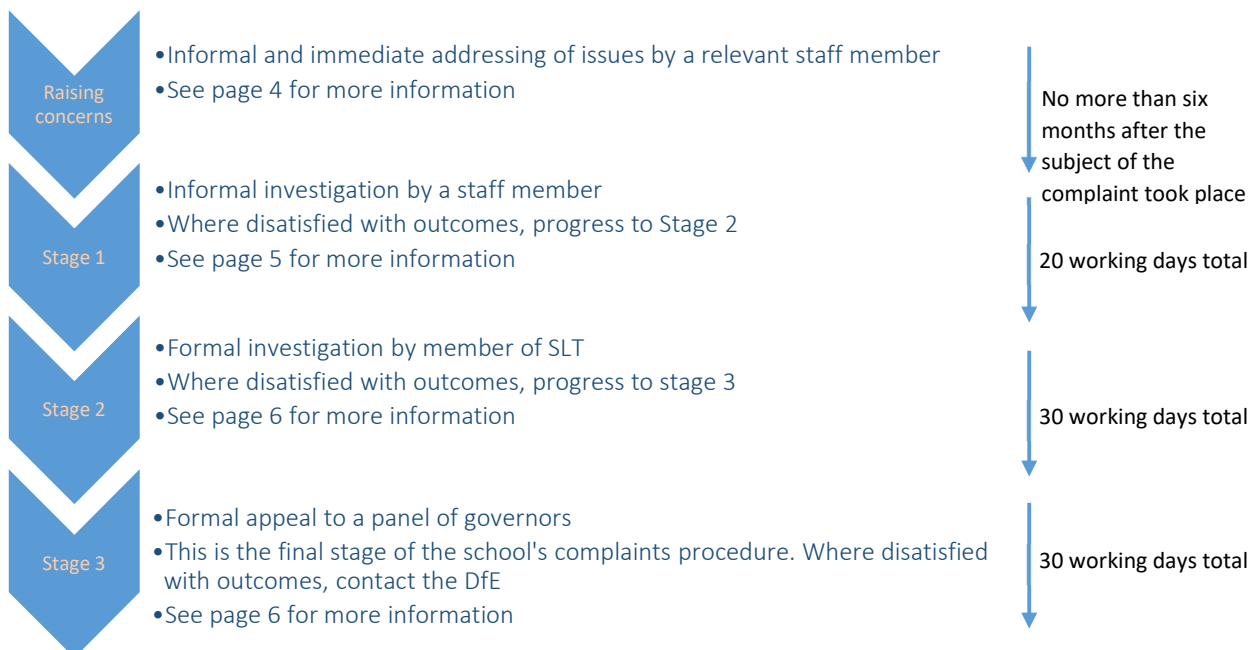 Raising
concerns
•Informal and immediate addressing of issues by a relevant staff member
•See page 4 for more information
No more than six
months after the
subject of the
complaint took place
Stage 1
•Informal investigation by a staff member
•Where disatisfied with outcomes, progress to Stage 2
•See page 5 for more information
20 working days total
Stage 2
•Formal investigation by member of SLT
•Where disatisfied with outcomes, progress to stage 3
•See page 6 for more information
30 working days total
Stage 3
•Formal appeal to a panel of governors
•This is the final stage of the school's complaints procedure. Where disatisfied
with outcomes, contact the DfE
•See page 6 for more information
30 working days total